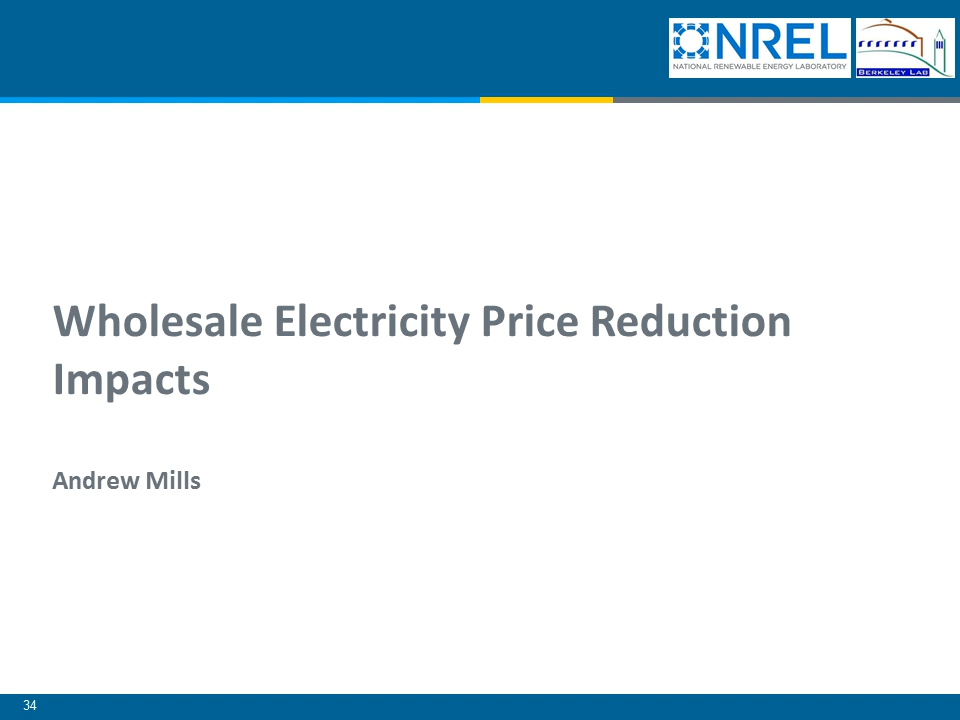 NREL
NATIONAL RENEWABLE ENERGY LABORATORY
BERKELEY LAB
Wholesale Electricity Price Reduction
Impacts
Andrew Mills
34